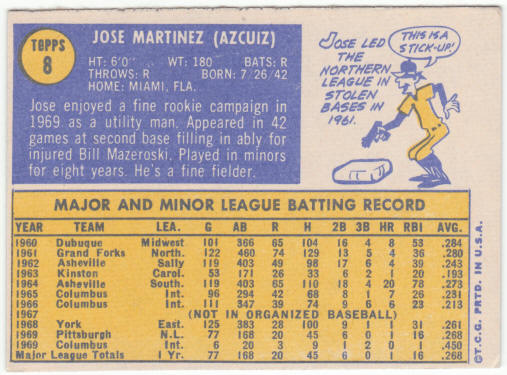 TOPPS
8
JOSE MARTINEZ (AZCUIZ)
HT: 6'0" WT: 180 BATS: R
THROWS: R BORN: 7/26/42
HOME: MIAMI, FLA.
Jose enjoyed a fine rookie campaign in
1969 as a utility man. Appeared in 42
games at second base filling in ably for
injured Bill Mazeroski. Played in minors
for eight years. He's a fine fielder.
JOSE LED
THE
NORTHERN
LEAGUE IN
STOLEN
BASES IN
1961.
THIS IS A
STICK-UP!
MAJOR AND MINOR LEAGUE BATTING RECORD
YEAR TEAM LEA. G AB R H 2B 3B HR RBI AVG.
1960 Dubuque Midwest 101 366 65 104 16 4 8 53 .284
1961 Grand Forks North. 122 460 74 129 13 5 4 36 .280
1962 Asheville Sally 119 403 49 98 17 6 4 39 .243
1963 Kinston Carol. 53 171 26 33 6 2 1 20 .193
1964 Asheville South. 119 403 65 110 18 4 20 78 .273
1965 Columbus Int. 96 294 42 68 8 1 7 26 .231
1966 Columbus Int. 111 347 39 74 9 6 6 23 .213
1967 (NOT IN ORGANIZED BASEBALL)
1968 York East. 125 383 28 100 9 1 1 33 .261
1969 Pittsburgh N.L. 77 168 20 45 6 0 1 16 .268
1969 Columbus Int. 6 20 3 9 1 2 0 1 .450
Major League Totals 1 Yr. 77 168 20 45 6 0 1 16 .268
©T.C.G. PRTD. IN U.S.A.